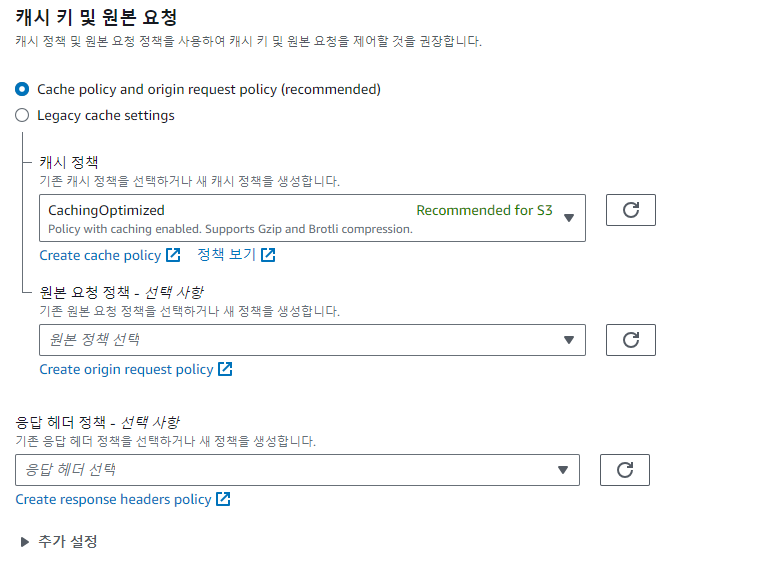 캐시 키 및 원본 요청
캐시 정책 및 원본 요청 정책을 사용하여 캐시 키 및 원본 요청을 제어할 것을 권장합니다.
Cache policy and origin request policy (recommended)
Legacy cache settings
캐시 정책
기존 캐시 정책을 선택하거나 새 캐시 정책을 생성합니다.
CachingOptimized Recommended for S3
Policy with caching enabled. Supports Gzip and Brotli compression.
Create cache policy 정책 보기
원본 요청 정책 - 선택 사항
기존 원본 요청 정책을 선택하거나 새 정책을 생성합니다.
원본 정책 선택
Create origin request policy
응답 헤더 정책 - 선택 사항
기존 응답 헤더 정책을 선택하거나 새 정책을 생성합니다.
응답 헤더 선택
Create response headers policy
추가 설정